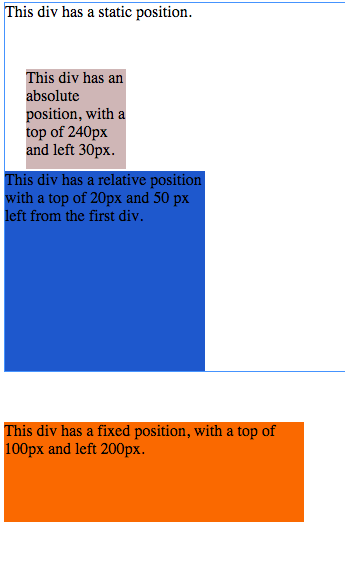 This div has a static position.
This div has an
absolute
position, with a
top of 240px
and left 30px.
This div has a relative position
with a top of 20px and 50 px
left from the first div.
This div has a fixed position, with a top of
100px and left 200px.